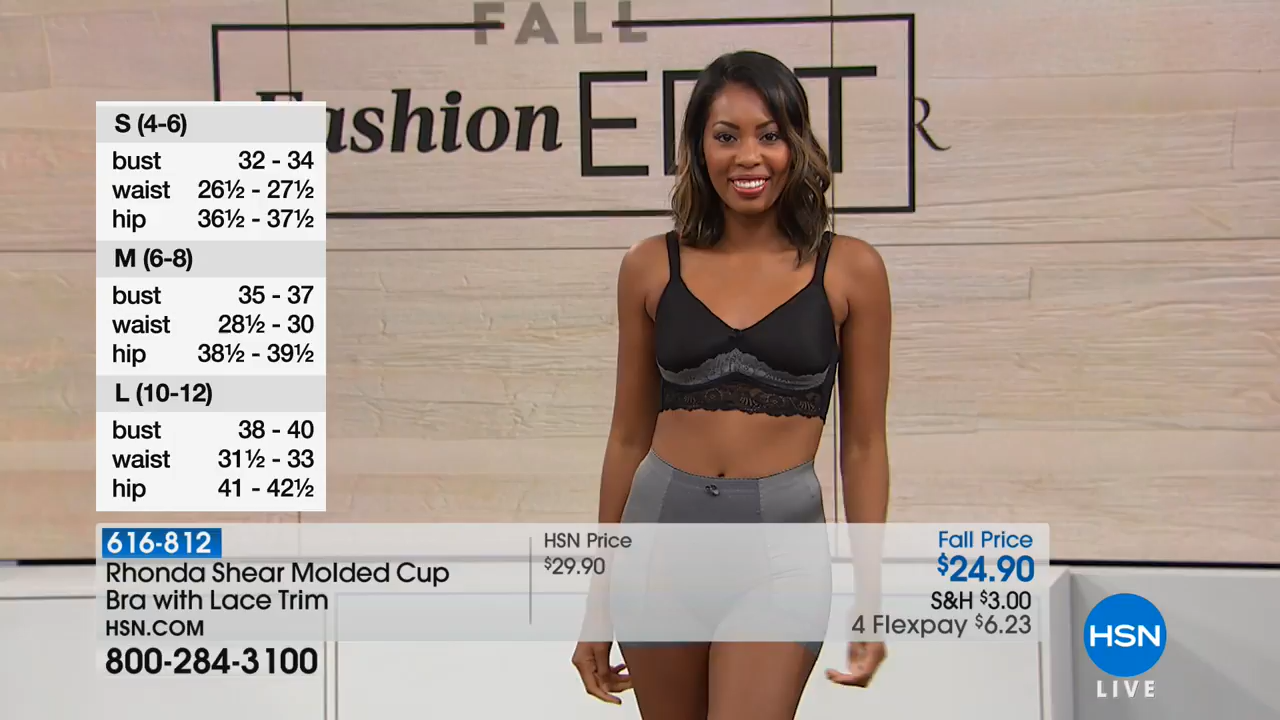 FALL
Fashion EDIT
R
S (4-6)
bust 32 - 34
waist 26½ - 27½
hip 36½ - 37½
M (6-8)
bust 35 - 37
waist 28½ - 30
hip 38½ - 39½
L (10-12)
bust 38 - 40
waist 31½ - 33
hip 41 - 42½
616-812
Rhonda Shear Molded Cup
Bra with Lace Trim
HSN.COM
800-284-3100
HSN Price
$29.90
Fall Price
$24.90
S&H $3.00
4 Flexpay $6.23
HSN
LIVE